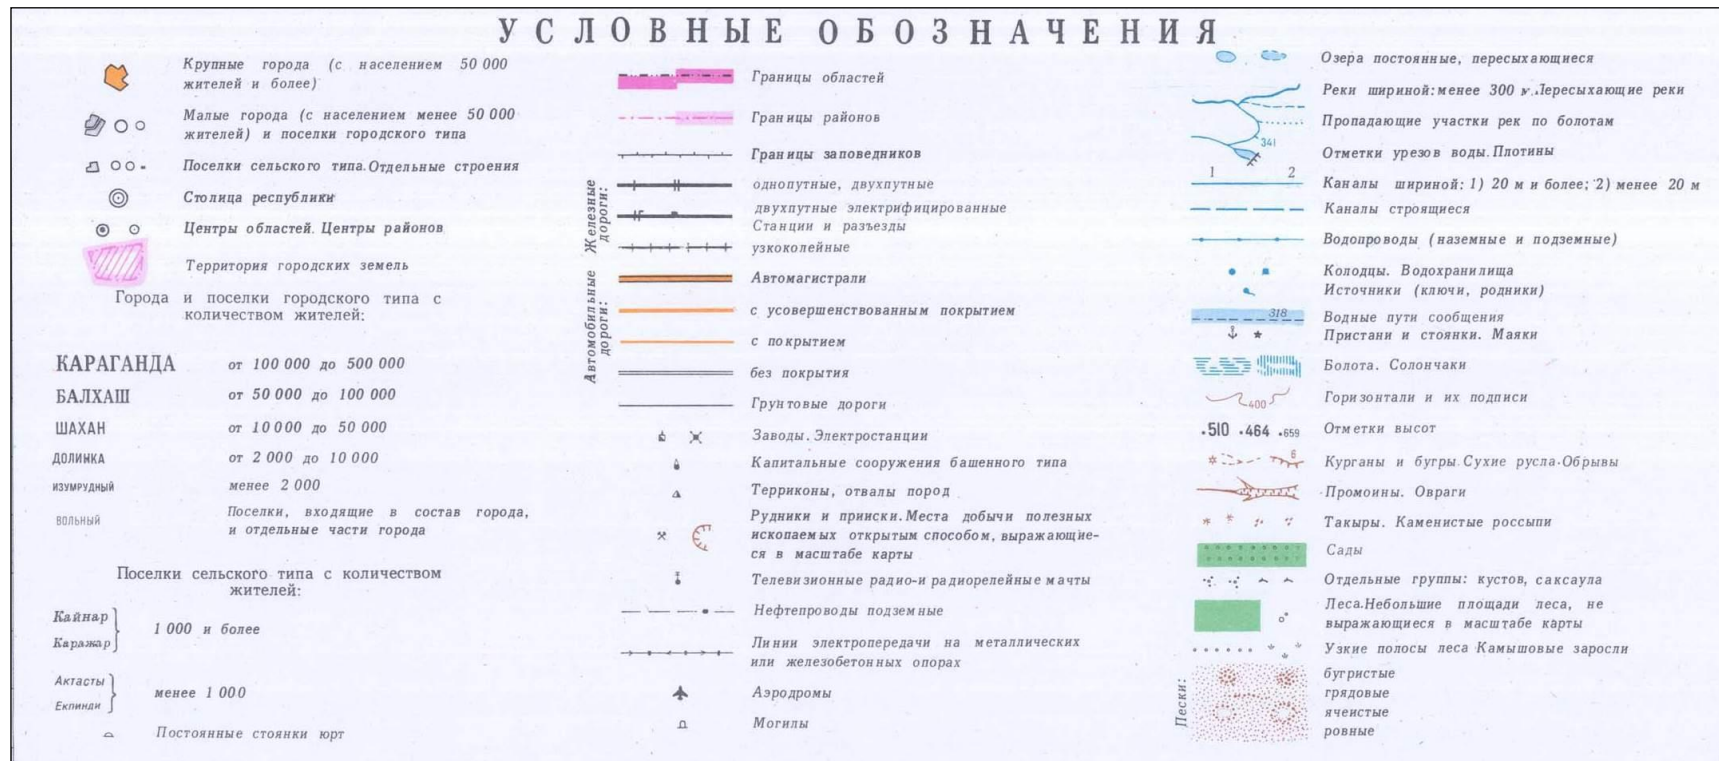 УСЛОВНЫЕ ОБОЗНАЧЕНИЯ
Крупные города (с населением 50 000
жителей и более)
Малые города (с населением менее 50 000
жителей) и поселки городского типа
Поселки сельского типа. Отдельные строения
Столица республики
Центры областей. Центры районов
Территория городских земель
Города и поселки городского типа с
количеством жителей:
КАРАГАНДА от 100 000 до 500 000
БАЛХАШ от 50 000 до 100 000
ШАХАН от 10 000 до 50 000
ДОЛИНКА от 2 000 до 10 000
ИЗУМРУДНЫЙ менее 2 000
ВОЛЬНЫЙ Поселки, входящие в состав города,
и отдельные части города
Поселки сельского типа с количеством
жителей:
Кайнар
Каражар
1 000 и более
Актасты
Екпинди
менее 1 000
Постоянные стоянки юрт
Границы областей
Границы районов
Границы заповедников
Железные
дороги:
однопутные, двухпутные
двухпутные электрифицированные
Станции и разъезды
узкоколейные
Автомобильные
дороги:
Автомагистрали
с усовершенствованным покрытием
с покрытием
без покрытия
Грунтовые дороги
Заводы. Электростанции
Капитальные сооружения башенного типа
Терриконы, отвалы пород
Рудники и прииски. Места добычи полезных
ископаемых открытым способом, выражающие-
ся в масштабе карты
Телевизионные радио-и радиорелейные мачты
Нефтепроводы подземные
Линии электропередачи на металлических
или железобетонных опорах
Аэродромы
Могилы
Озера постоянные, пересыхающиеся
Реки шириной: менее 300 м. Пересыхающие реки
Пропадающие участки рек по болотам
341
Отметки урезов воды. Плотины
1 2
Каналы шириной: 1) 20 м и более; 2) менее 20 м
Каналы строящиеся
Водопроводы (наземные и подземные)
Колодцы. Водохранилища
Источники (ключи, родники)
318
Водные пути сообщения
Пристани и стоянки. Маяки
Болота. Солончаки
400
Горизонтали и их подписи
.510 .464 .659 Отметки высот
6
Курганы и бугры. Сухие русла. Обрывы
Промоины. Овраги
Такыры. Каменистые россыпи
Сады
Отдельные группы: кустов, саксаула
Леса. Небольшие площади леса, не
выражающиеся в масштабе карты
Узкие полосы леса Камышовые заросли
Пески:
бугристые
грядовые
ячеистые
ровные